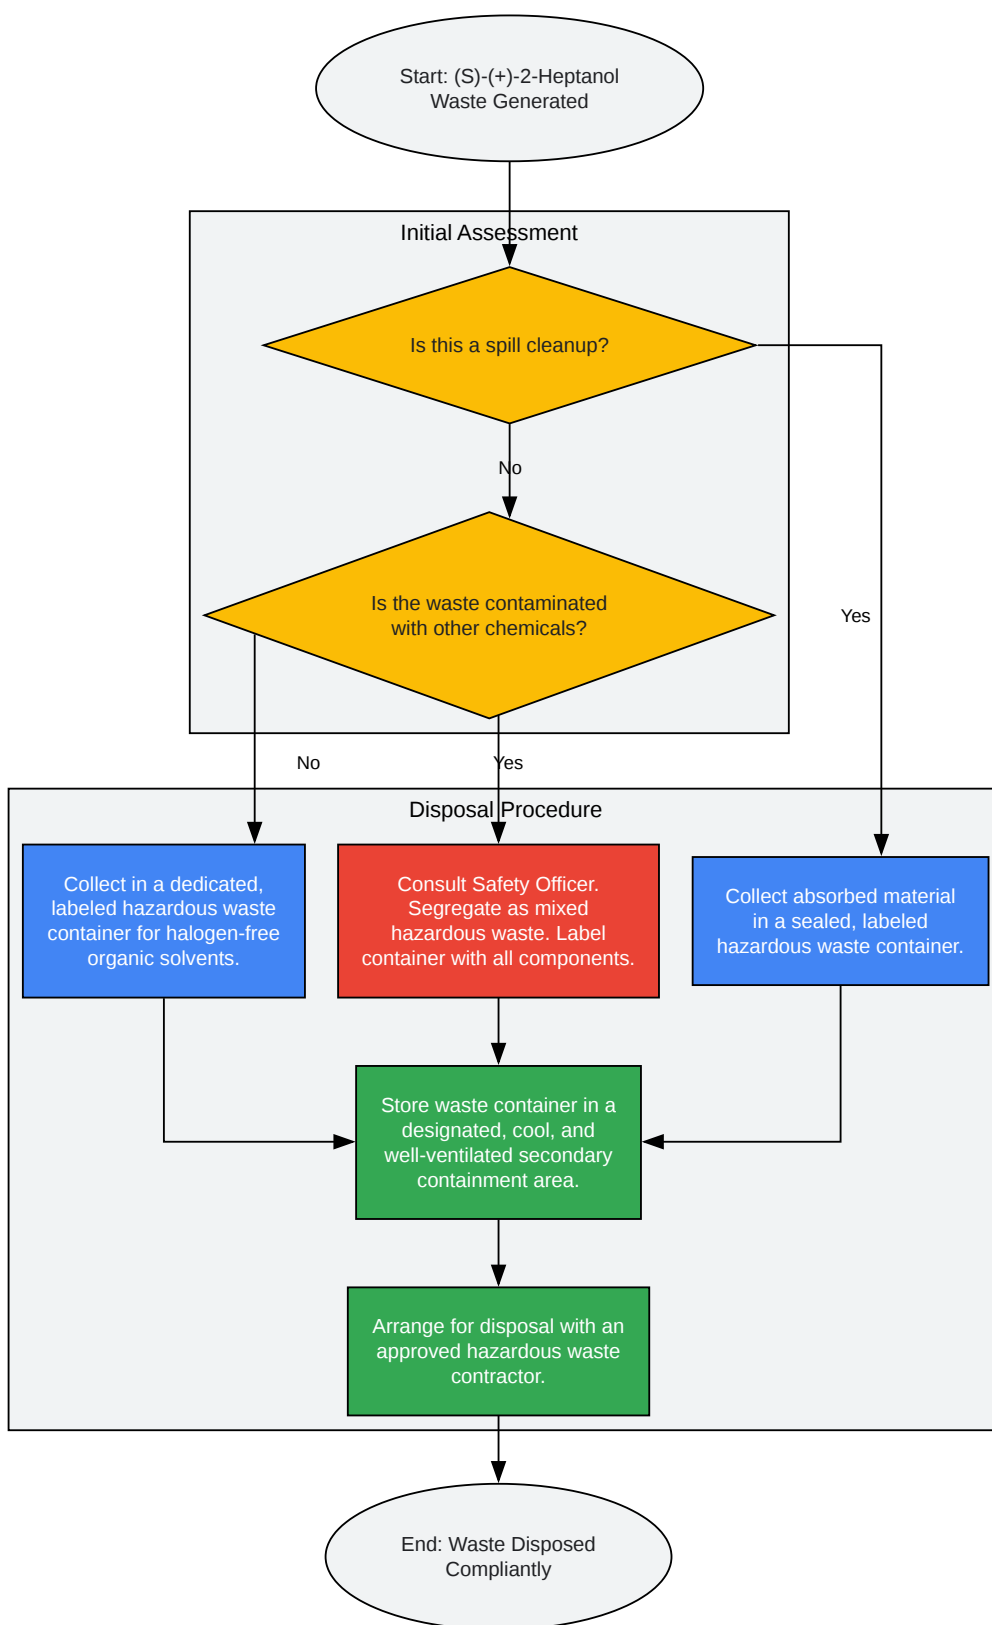 Start: (S)-(+)-2-Heptanol
Waste Generated
Initial Assessment
Is this a spill cleanup?
No
Is the waste contaminated
with other chemicals?
Yes
No
Yes
Disposal Procedure
Collect in a dedicated,
labeled hazardous waste
container for halogen-free
organic solvents.
Consult Safety Officer.
Segregate as mixed
hazardous waste. Label
container with all components.
Collect absorbed material
in a sealed, labeled
hazardous waste container.
Store waste container in a
designated, cool, and
well-ventilated secondary
containment area.
Arrange for disposal with an
approved hazardous waste
contractor.
End: Waste Disposed
Compliantly